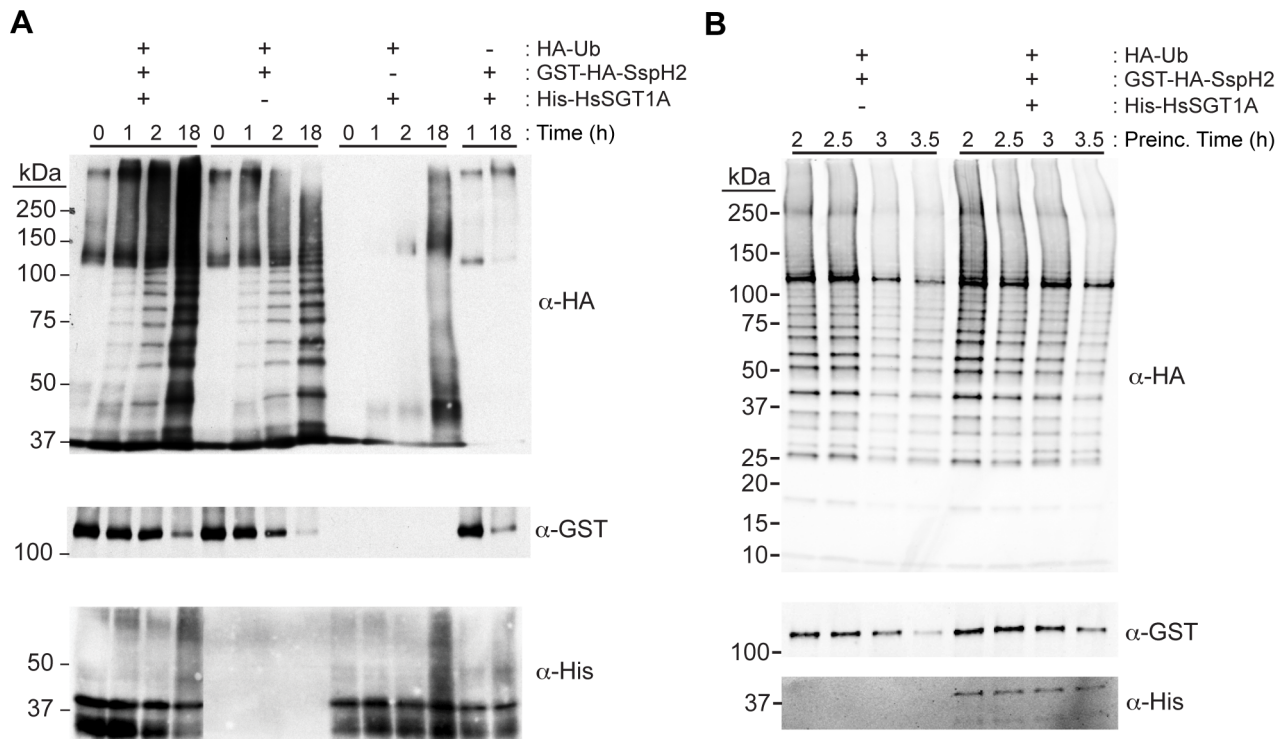 A
+ + + - : HA-Ub
+ + - + : GST-HA-SspH2
+ - + + : His-HsSGT1A
0 1 2 18 0 1 2 18 0 1 2 18 1 18 : Time (h)
kDa
250
150
100
75
50
37
α-HA
100
α-GST
50
37
α-His
B
+ + : HA-Ub
+ + : GST-HA-SspH2
- + : His-HsSGT1A
2 2.5 3 3.5 2 2.5 3 3.5 : Preinc. Time (h)
kDa
250
150
100
75
50
37
25
20
15
10
α-HA
100
α-GST
37
α-His